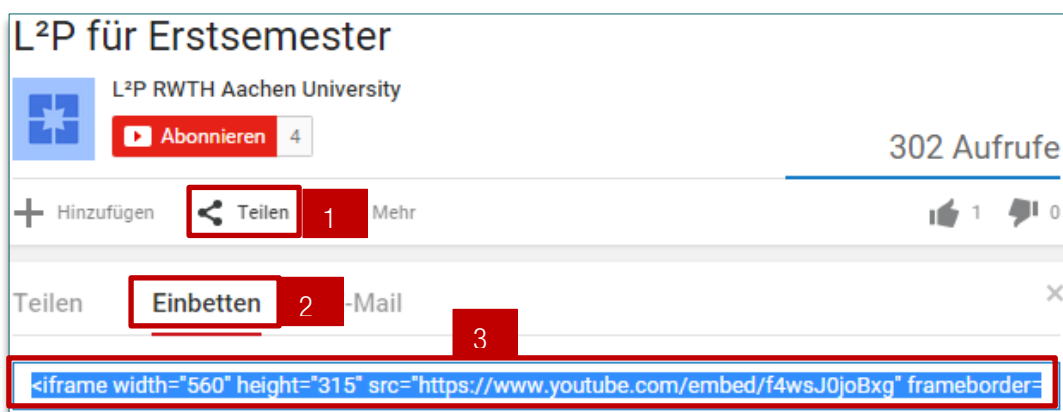 L²P für Erstsemester
L²P RWTH Aachen University
Abonnieren 4
302 Aufrufe
Hinzufügen Teilen 1 Mehr 1 0
Teilen Einbetten 2 -Mail
3
<iframe width="560" height="315" src="https://www.youtube.com/embed/f4wsJ0joBxg" frameborder=